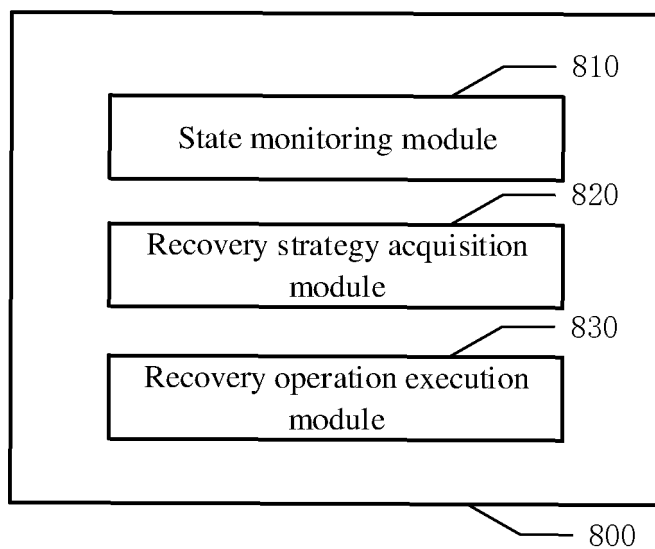 810
State monitoring module
820
Recovery strategy acquisition
module
830
Recovery operation execution
module
800